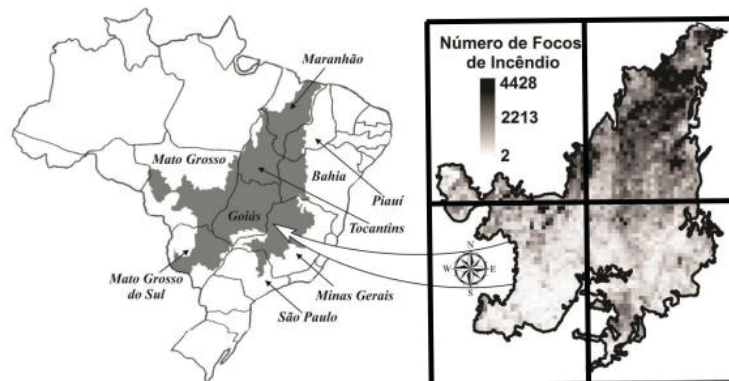 Maranhão
Mato Grosso
Bahia
Piauí
Goiás
Tocantins
Mato Grosso
do Sul
Minas Gerais
São Paulo
Número de Focos
de Incêndio
4428
2213
2
N
W
E
S